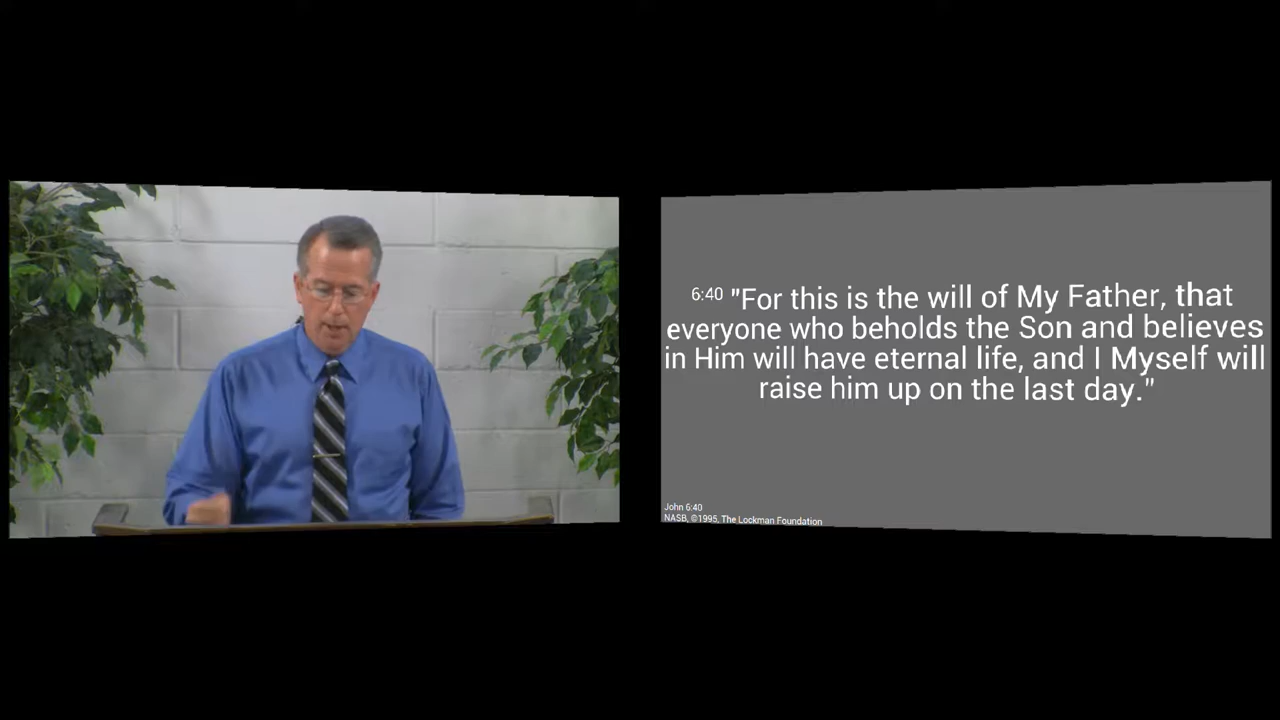 6:40 "For this is the will of My Father, that
everyone who beholds the Son and believes
in Him will have eternal life, and I Myself will
raise him up on the last day."
John 6:40
NASB, ©1995, The Lockman Foundation